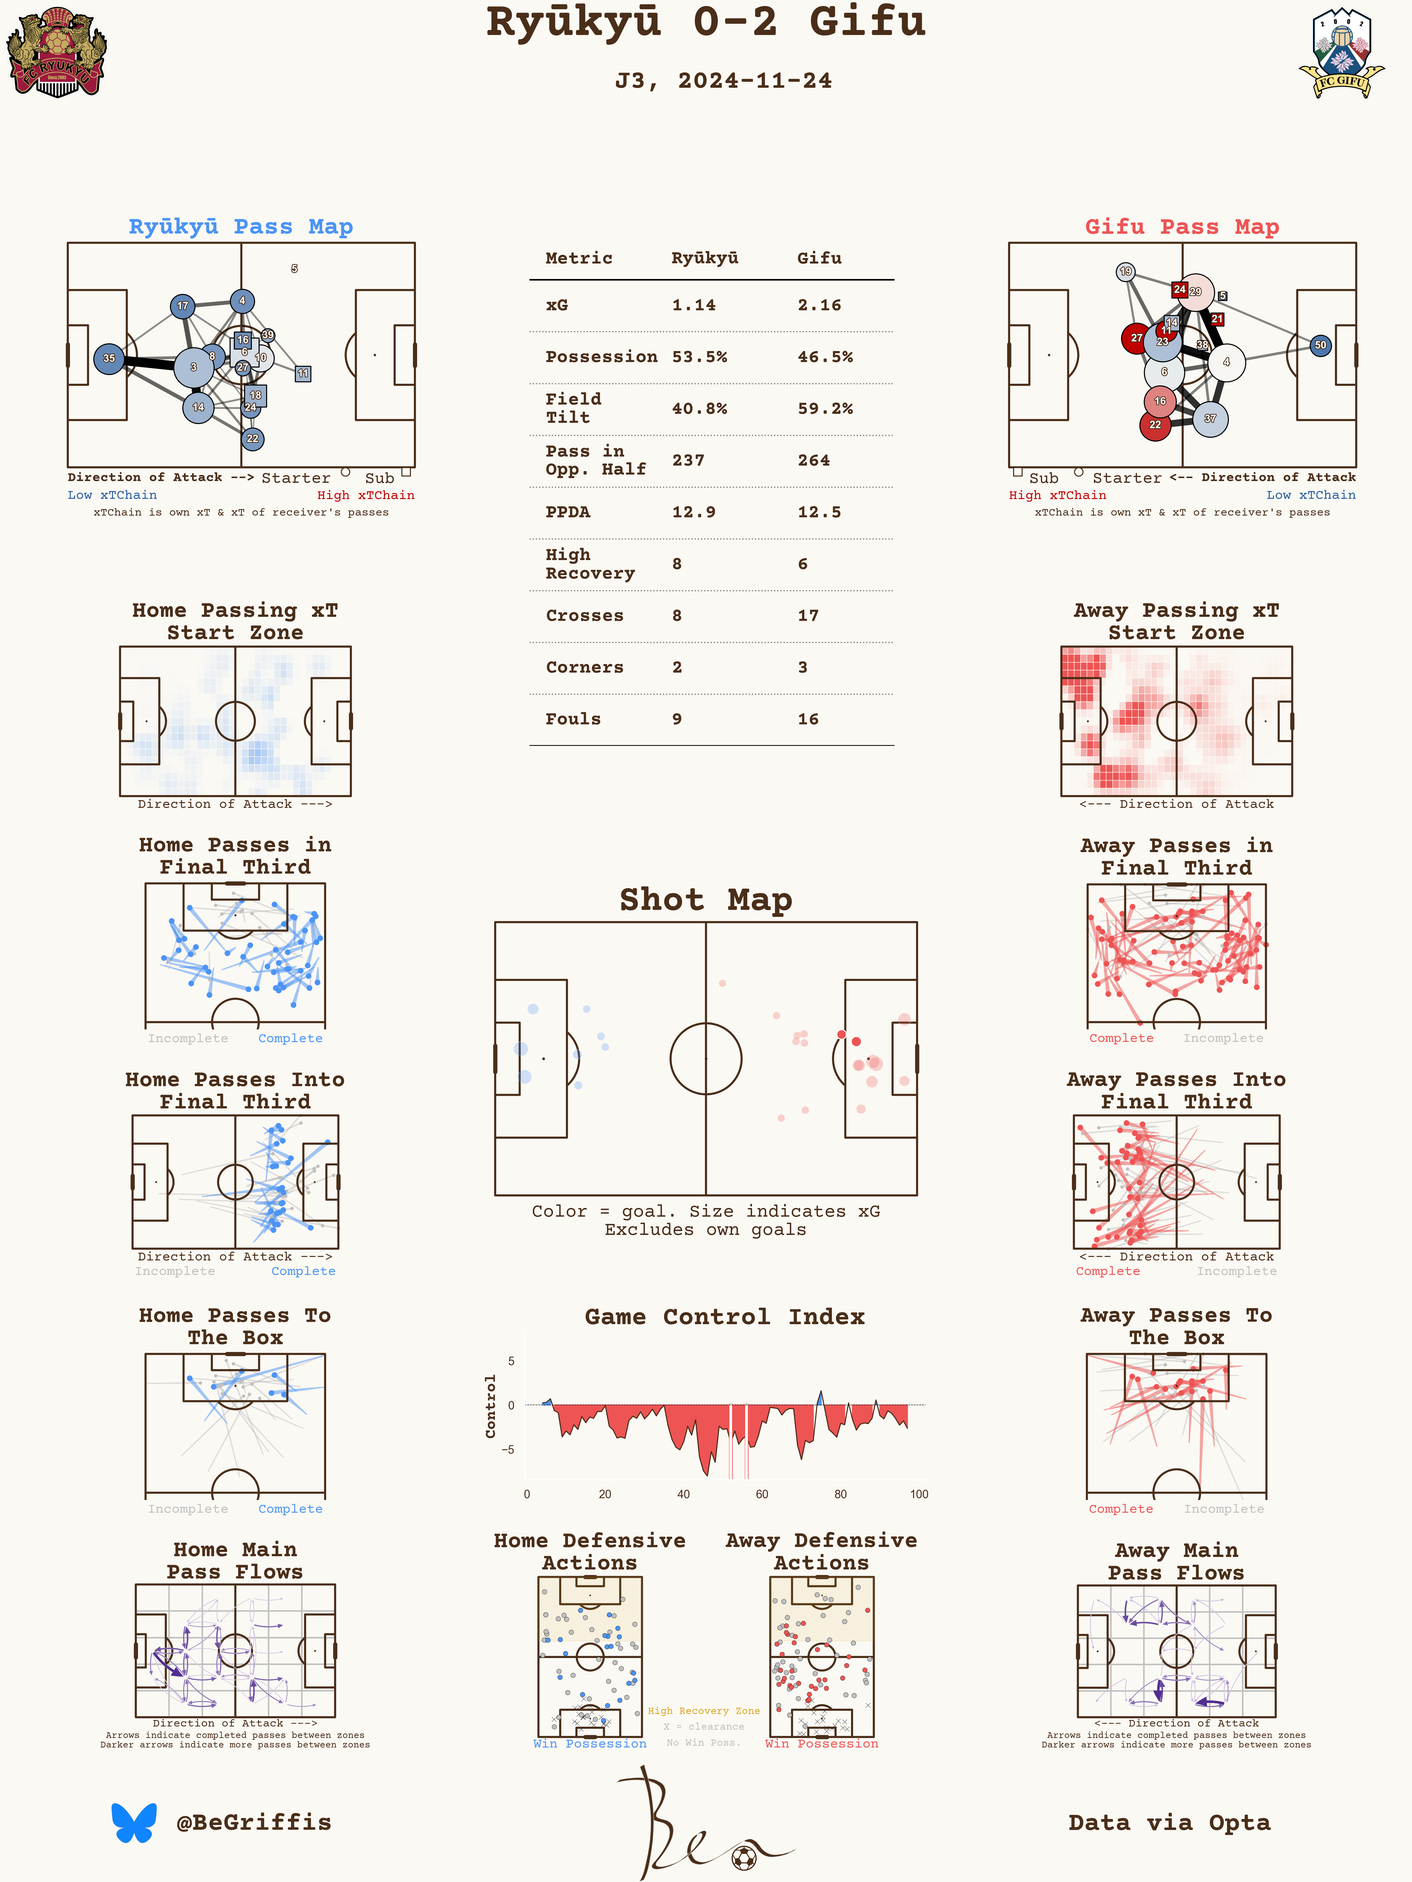 Ryūkyū 0-2 Gifu
J3, 2024-11-24
FC RYUKYU
Since.2003
2002
FC GIFU
Ryūkyū Pass Map
5
17
4
16
39
35
8
6
10
3
27
11
14
18
24
22
Direction of Attack --> Starter Sub
Low xTChain High xTChain
xTChain is own xT & xT of receiver's passes
Metric Ryūkyū Gifu
xG 1.14 2.16
Possession 53.5% 46.5%
Field
Tilt 40.8% 59.2%
Pass in
Opp. Half 237 264
PPDA 12.9 12.5
High
Recovery 8 6
Crosses 8 17
Corners 2 3
Fouls 9 16
Gifu Pass Map
19
24
29
5
14
21
11
27
23
38
50
6
4
16
37
22
Sub Starter <-- Direction of Attack
High xTChain Low xTChain
xTChain is own xT & xT of receiver's passes
Home Passing xT
Start Zone
Direction of Attack --->
Away Passing xT
Start Zone
<--- Direction of Attack
Home Passes in
Final Third
Incomplete Complete
Away Passes in
Final Third
Complete Incomplete
Shot Map
Color = goal. Size indicates xG
Excludes own goals
Home Passes Into
Final Third
Direction of Attack --->
Incomplete Complete
Away Passes Into
Final Third
<--- Direction of Attack
Complete Incomplete
Home Passes To
The Box
Incomplete Complete
Game Control Index
Control
5
0
−5
0 20 40 60 80 100
Away Passes To
The Box
Complete Incomplete
Home Main
Pass Flows
Direction of Attack --->
Arrows indicate completed passes between zones
Darker arrows indicate more passes between zones
Home Defensive
Actions
Win Possession
High Recovery Zone
X = clearance
No Win Poss.
Away Defensive
Actions
Win Possession
Away Main
Pass Flows
<--- Direction of Attack
Arrows indicate completed passes between zones
Darker arrows indicate more passes between zones
@BeGriffis
Ben
Data via Opta